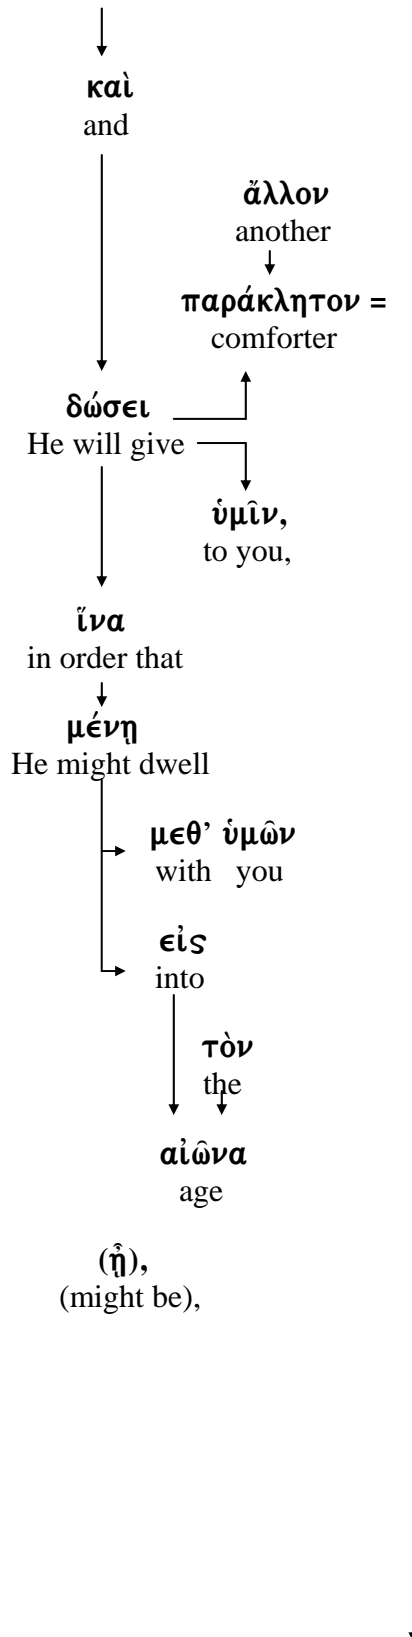 καὶ
and
ἄλλον
another
παράκλητον =
comforter
δώσει
He will give
ὑμῖν,
to you,
ἵνα
in order that
μένῃ
He might dwell
μεθ’ ὑμῶν
with you
εἰς
into
τὸν
the
αἰῶνα
age
(ᾖ),
(might be),